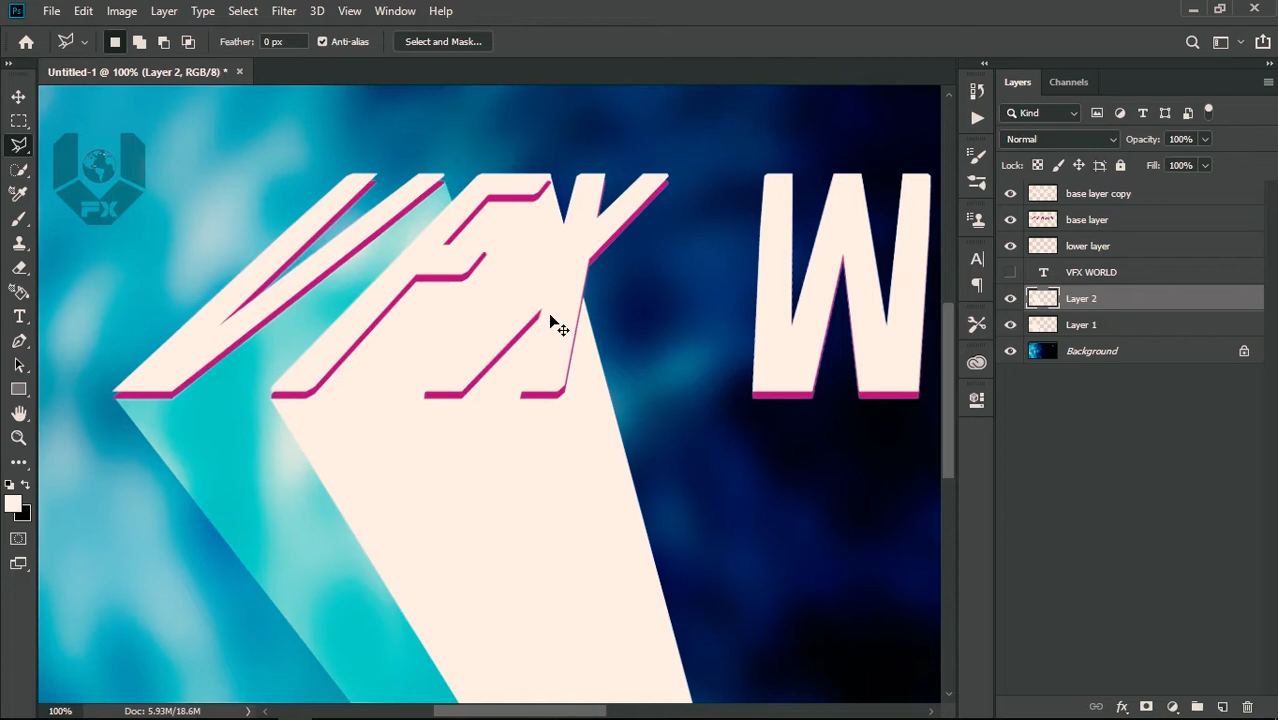 Ps File Edit Image Layer Type Select Filter 3D View Window Help
Feather: 0 px Anti-alias Select and Mask...
Untitled-1 @ 100% (Layer 2, RGB/8) *
Layers Channels
Kind
Normal Opacity: 100%
Lock: Fill: 100%
base layer copy
base layer
lower layer
VFX WORLD
Layer 2
Layer 1
Background
FX
VFX W
100% Doc: 5.93M/18.6M